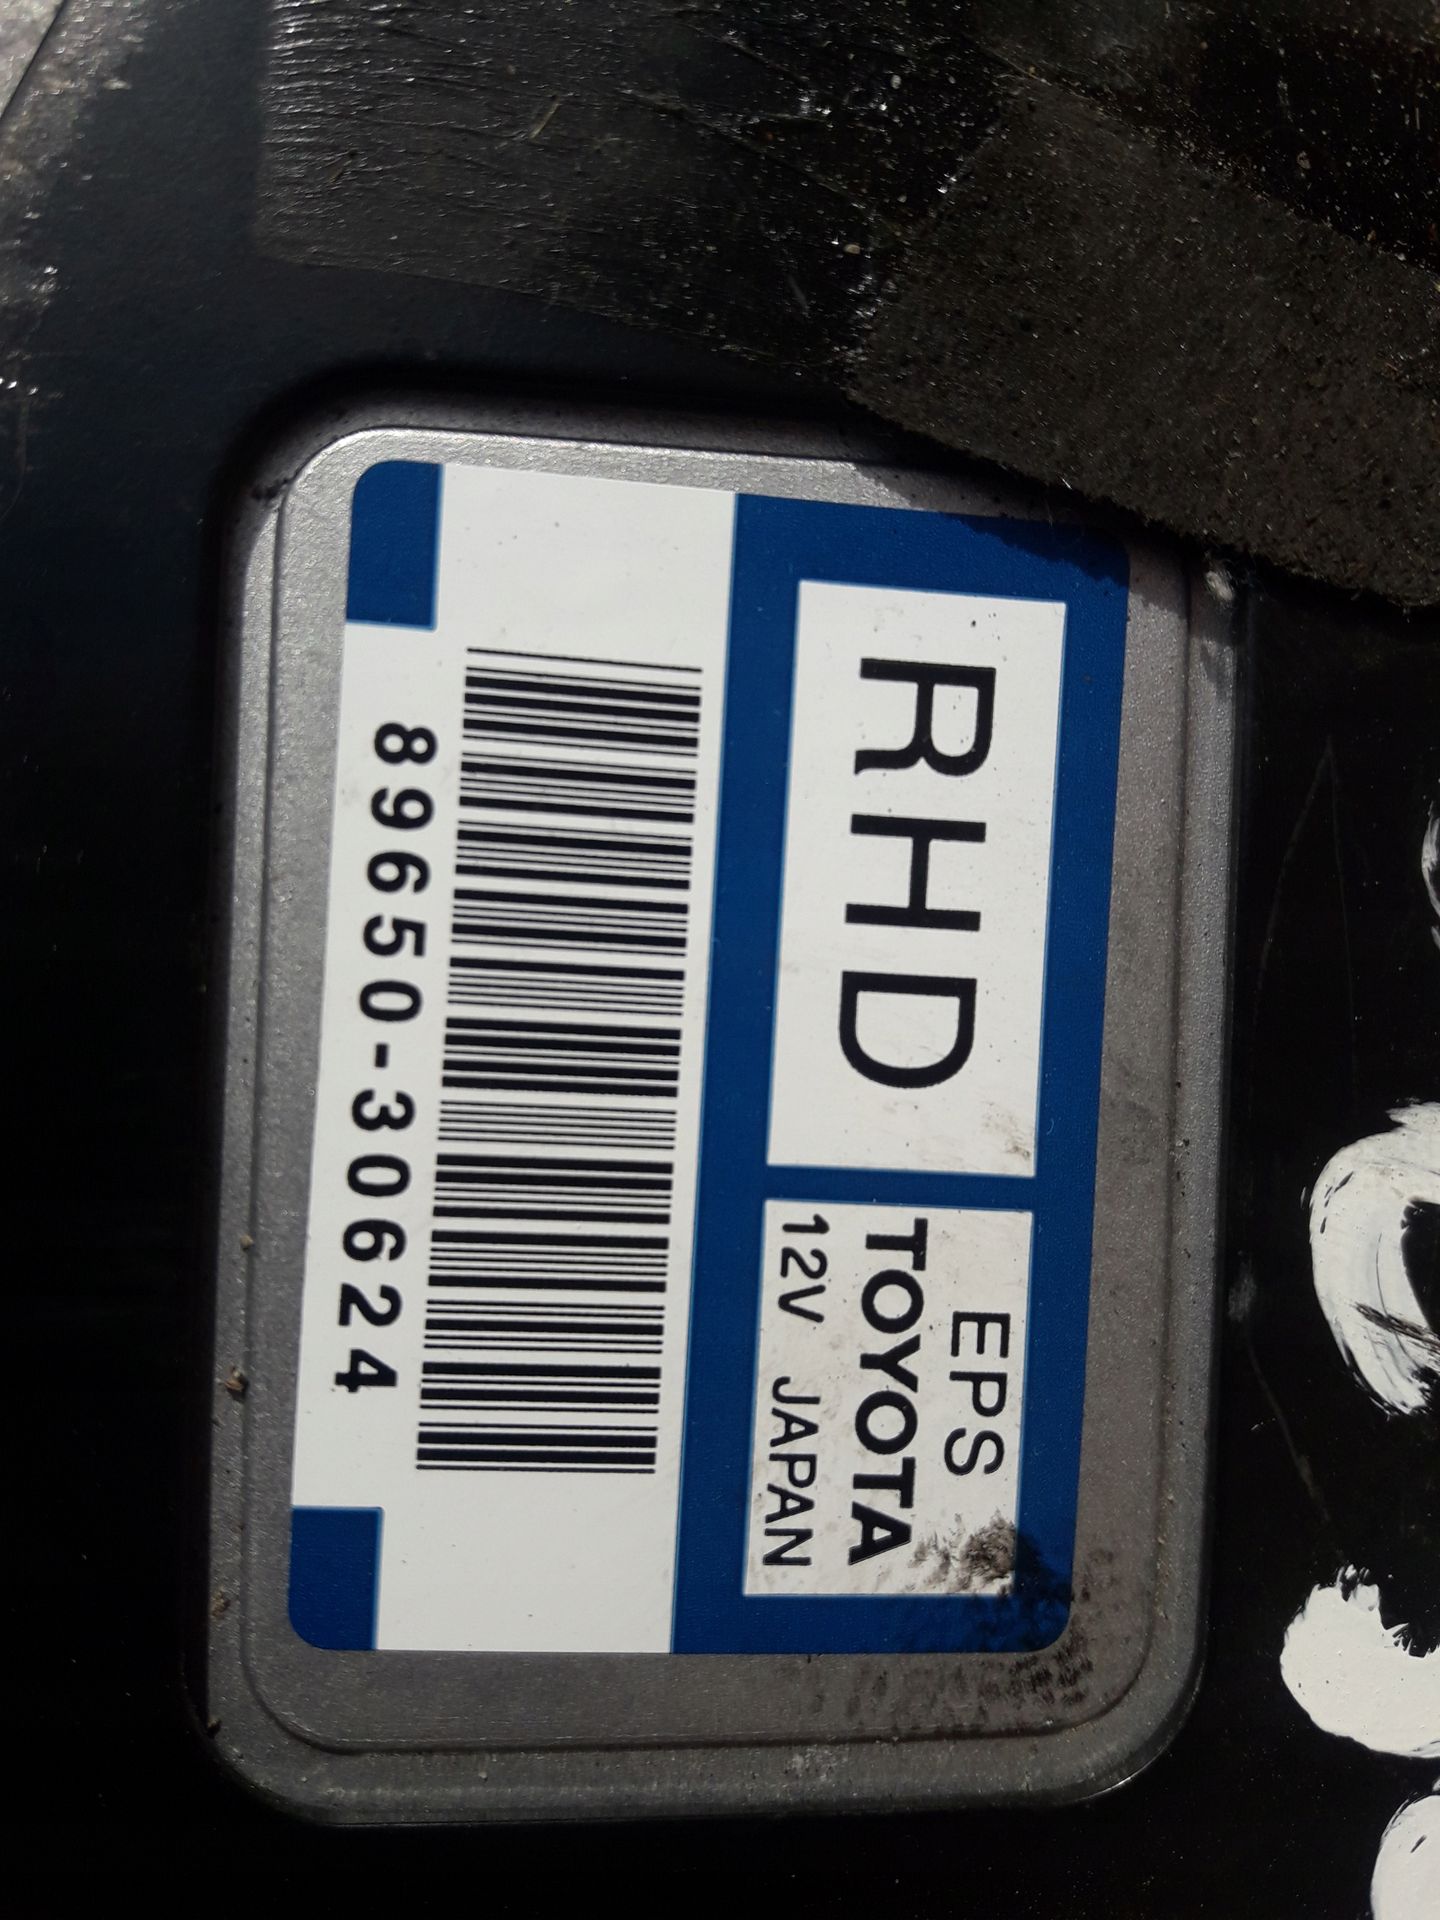 RHD
EPS
TOYOTA
12V JAPAN
89650-30624